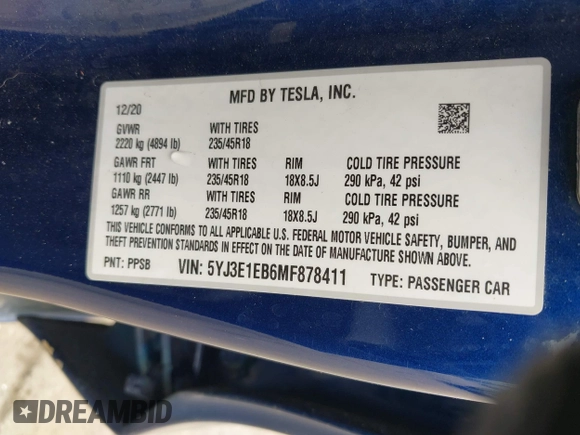 MFD BY TESLA, INC.
12/20
GVWR WITH TIRES
2220 kg (4894 lb) 235/45R18
GAWR FRT WITH TIRES RIM COLD TIRE PRESSURE
1110 kg (2447 lb) 235/45R18 18X8.5J 290 kPa, 42 psi
GAWR RR WITH TIRES RIM COLD TIRE PRESSURE
1257 kg (2771 lb) 235/45R18 18X8.5J 290 kPa, 42 psi
THIS VEHICLE CONFORMS TO ALL APPLICABLE U.S. FEDERAL MOTOR VEHICLE SAFETY, BUMPER, AND
THEFT PREVENTION STANDARDS IN EFFECT ON THE DATE OF MANUFACTURE SHOWN ABOVE.
PNT: PPSB VIN: 5YJ3E1EB6MF878411 TYPE: PASSENGER CAR
DREAMBID